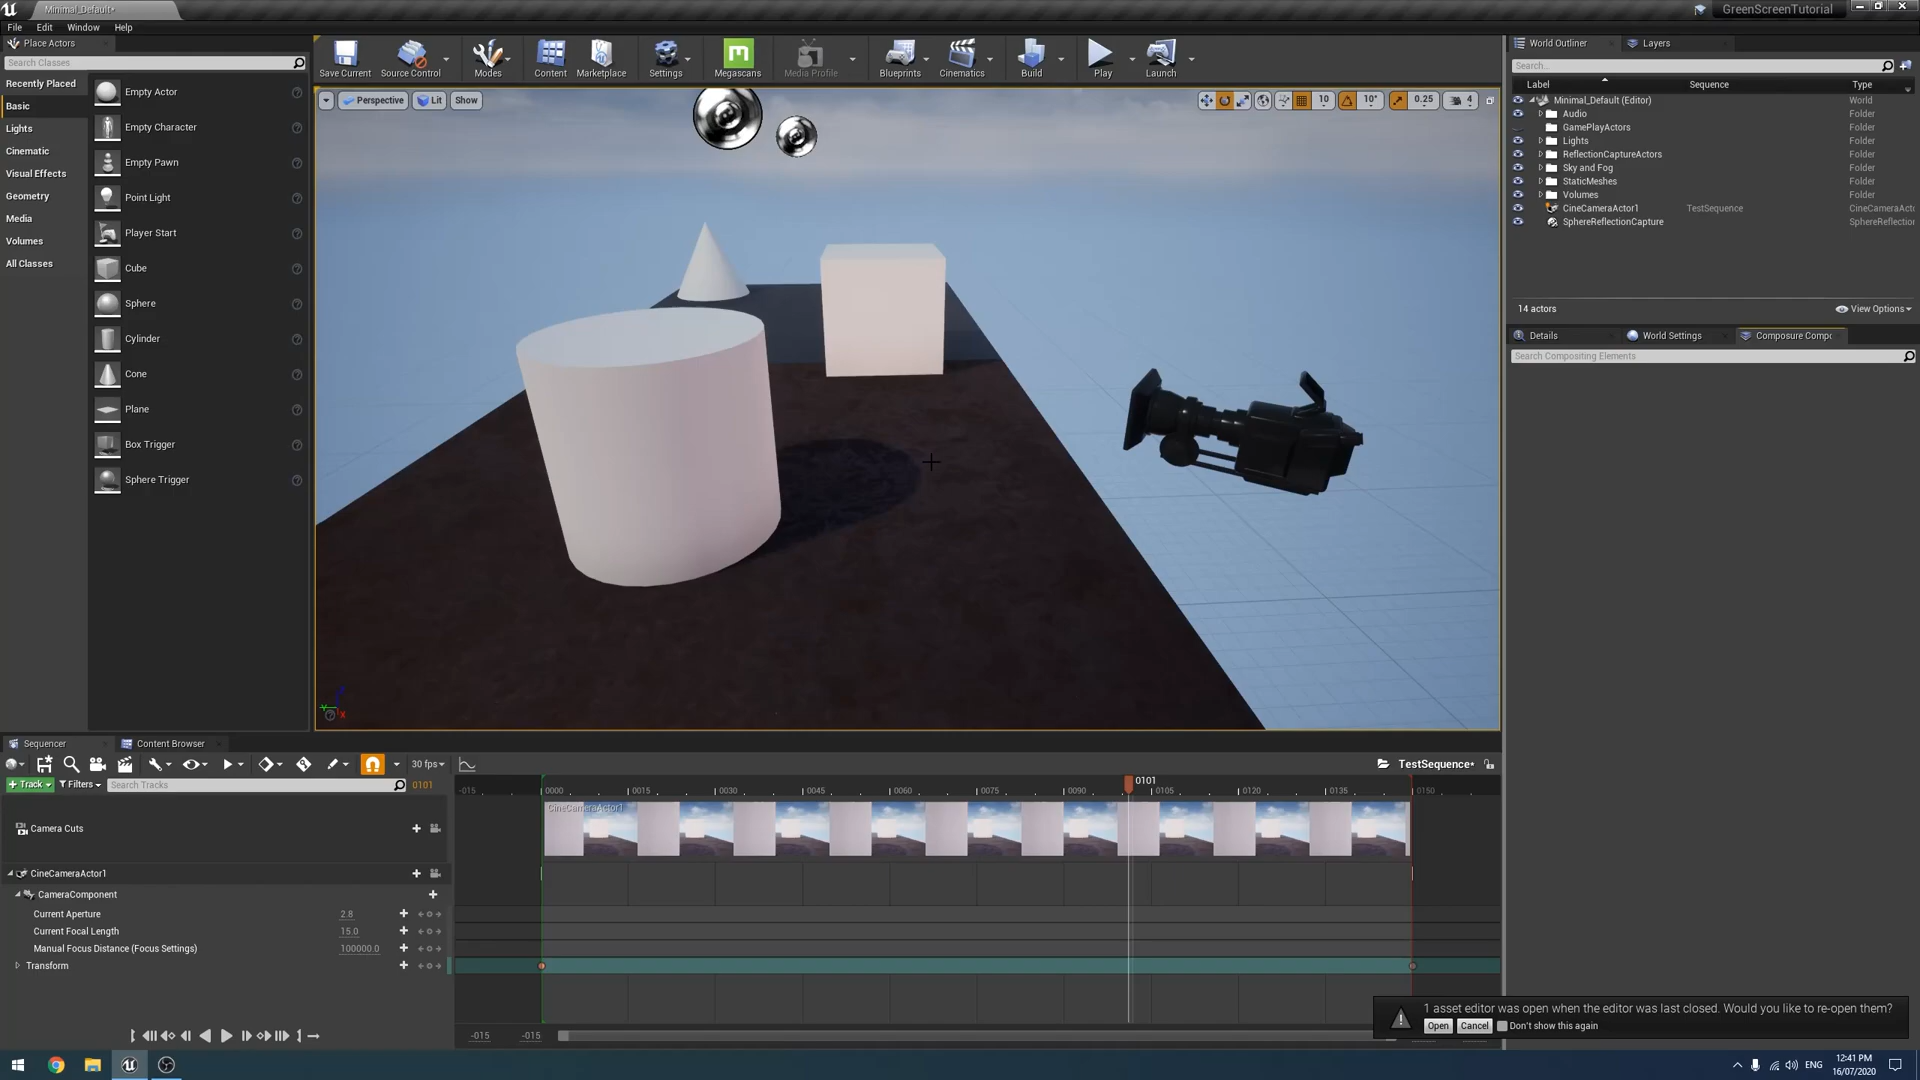 Minimal_Default*
GreenScreenTutorial
File Edit Window Help
Place Actors
Search Classes
Recently Placed
Basic
Lights
Cinematic
Visual Effects
Geometry
Media
Volumes
All Classes
Empty Actor
Empty Character
Empty Pawn
Point Light
Player Start
Cube
Sphere
Cylinder
Cone
Plane
Box Trigger
Sphere Trigger
Save Current Source Control Modes Content Marketplace Settings Megascans Media Profile Blueprints Cinematics Build Play Launch
Perspective Lit Show
10 10° 0.25 4
World Outliner Layers
Search...
Label Sequence Type
Minimal_Default (Editor) World
Audio Folder
GamePlayActors Folder
Lights Folder
ReflectionCaptureActors Folder
Sky and Fog Folder
StaticMeshes Folder
Volumes Folder
CineCameraActor1 TestSequence CineCameraActo
SphereReflectionCapture SphereReflection
14 actors View Options
Details World Settings Composure Compo
Search Compositing Elements
Sequencer Content Browser
30 fps
TestSequence*
Track Filters Search Tracks 0101
-015 0000 0015 0030 0045 0060 0075 0090 0101 0105 0120 0135 0150
CineCameraActor1
Camera Cuts
CineCameraActor1
CameraComponent
Current Aperture 2.8
Current Focal Length 15.0
Manual Focus Distance (Focus Settings) 100000.0
Transform
-015 -015
1 asset editor was open when the editor was last closed. Would you like to re-open them?
Open Cancel Don't show this again
ENG
12:41 PM
16/07/2020